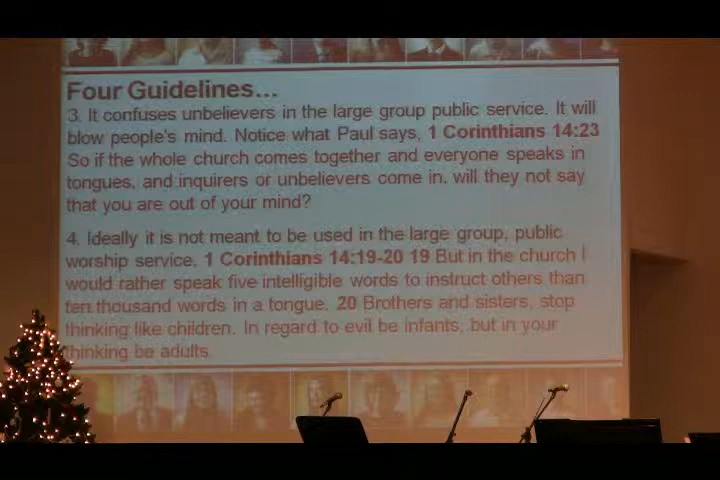 Four Guidelines...
3. It confuses unbelievers in the large group public service. It will
blow people's mind. Notice what Paul says, 1 Corinthians 14:23
So if the whole church comes together and everyone speaks in
tongues, and inquirers or unbelievers come in, will they not say
that you are out of your mind?
4. Ideally it is not meant to be used in the large group, public
worship service. 1 Corinthians 14:19-20 19 But in the church I
would rather speak five intelligible words to instruct others than
ten thousand words in a tongue. 20 Brothers and sisters, stop
thinking like children. In regard to evil be infants, but in your
thinking be adults.